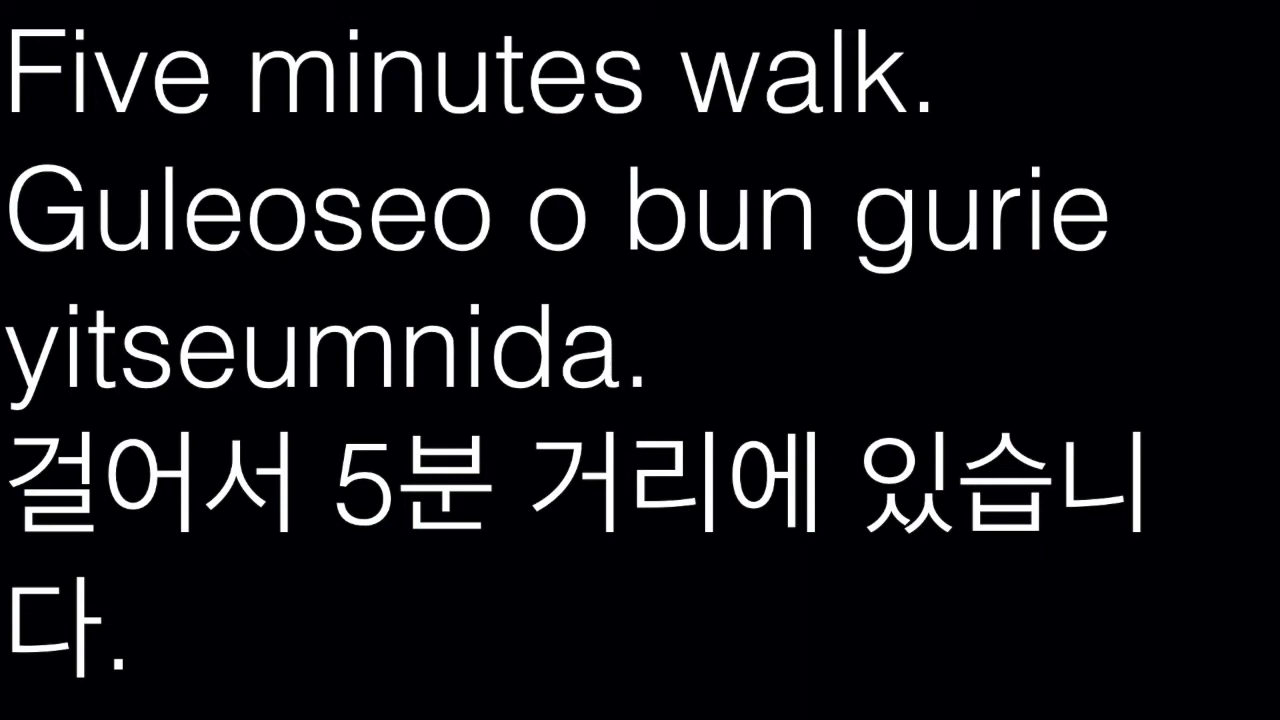 Five minutes walk.
Guleoseo o bun gurie
yitseumnida.
걸어서 5분 거리에 있습니
다.